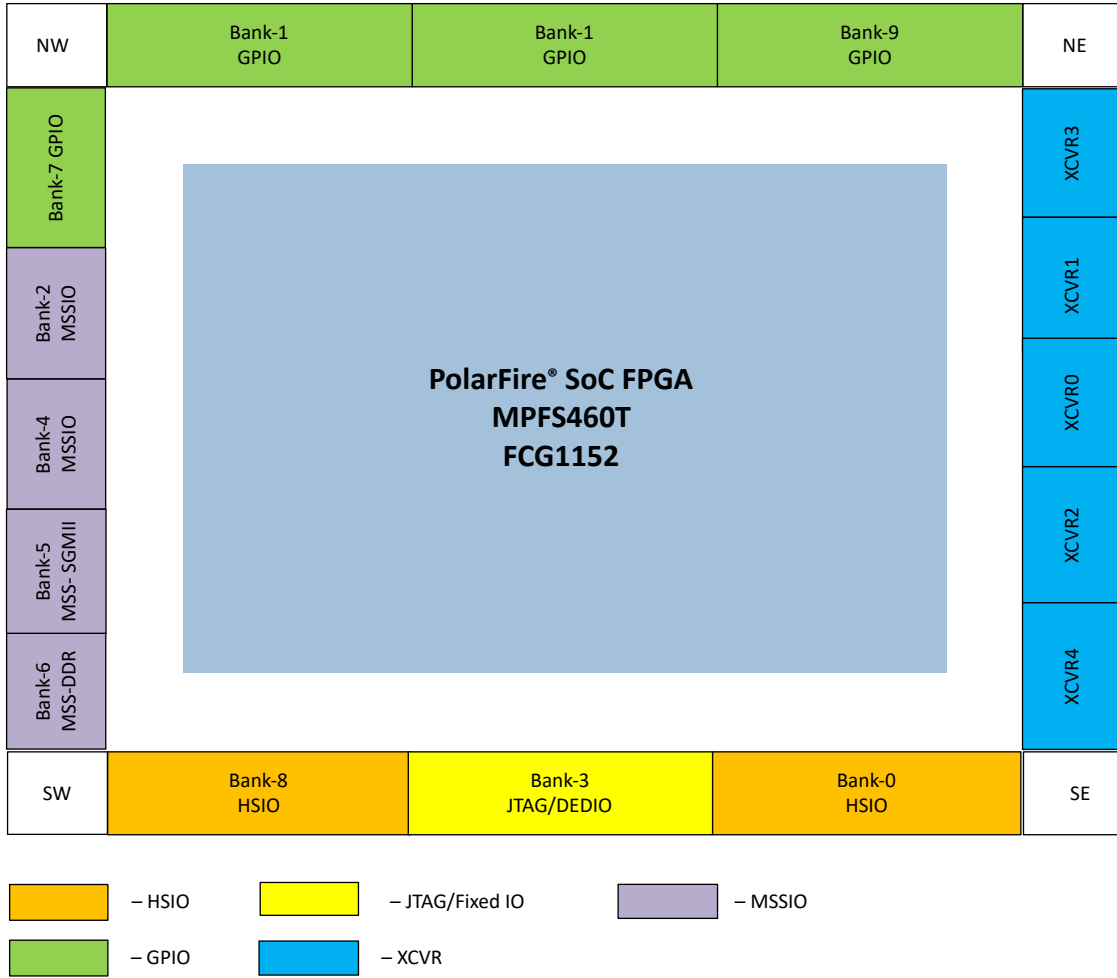 NW
Bank-1
GPIO
Bank-1
GPIO
Bank-9
GPIO
NE
Bank-7 GPIO
Bank-2
MSSIO
Bank-4
MSSIO
Bank-5
MSS- SGMII
Bank-6
MSS-DDR
PolarFire® SoC FPGA
MPFS460T
FCG1152
XCVR3
XCVR1
XCVR0
XCVR2
XCVR4
SW
Bank-8
HSIO
Bank-3
JTAG/DEDIO
Bank-0
HSIO
SE
– HSIO
– JTAG/Fixed IO
– MSSIO
– GPIO
– XCVR